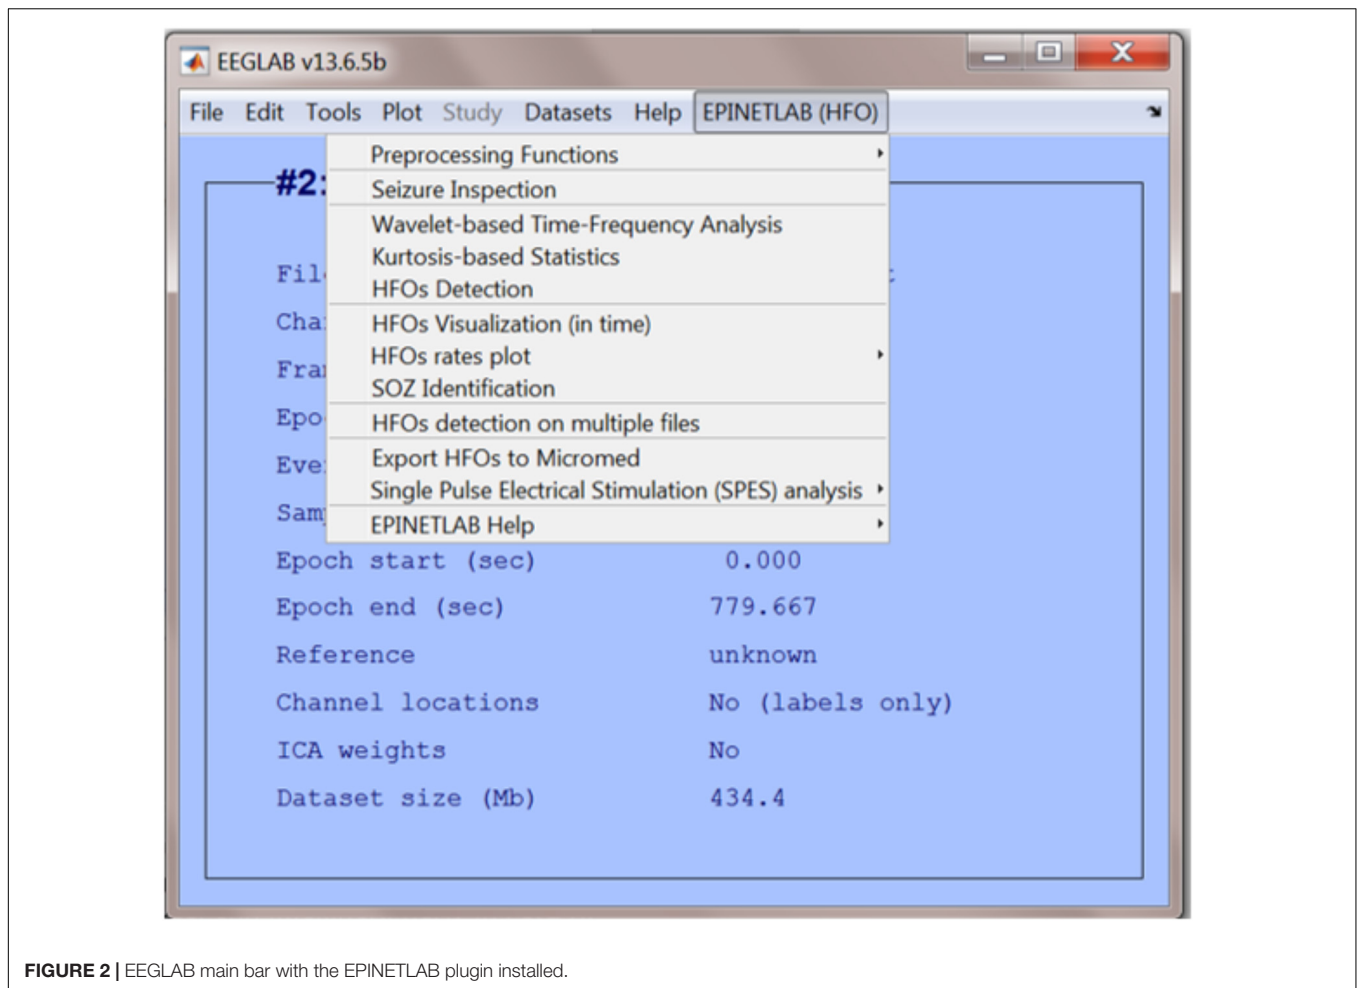 EEGLAB v13.6.5b
File Edit Tools Plot Study Datasets Help EPINETLAB (HFO)
Preprocessing Functions
#2:
Seizure Inspection
Wavelet-based Time-Frequency Analysis
Kurtosis-based Statistics
HFOs Detection
HFOs Visualization (in time)
HFOs rates plot
SOZ Identification
HFOs detection on multiple files
Export HFOs to Micromed
Single Pulse Electrical Stimulation (SPES) analysis
EPINETLAB Help
Epoch start (sec) 0.000
Epoch end (sec) 779.667
Reference unknown
Channel locations No (labels only)
ICA weights No
Dataset size (Mb) 434.4
FIGURE 2 | EEGLAB main bar with the EPINETLAB plugin installed.